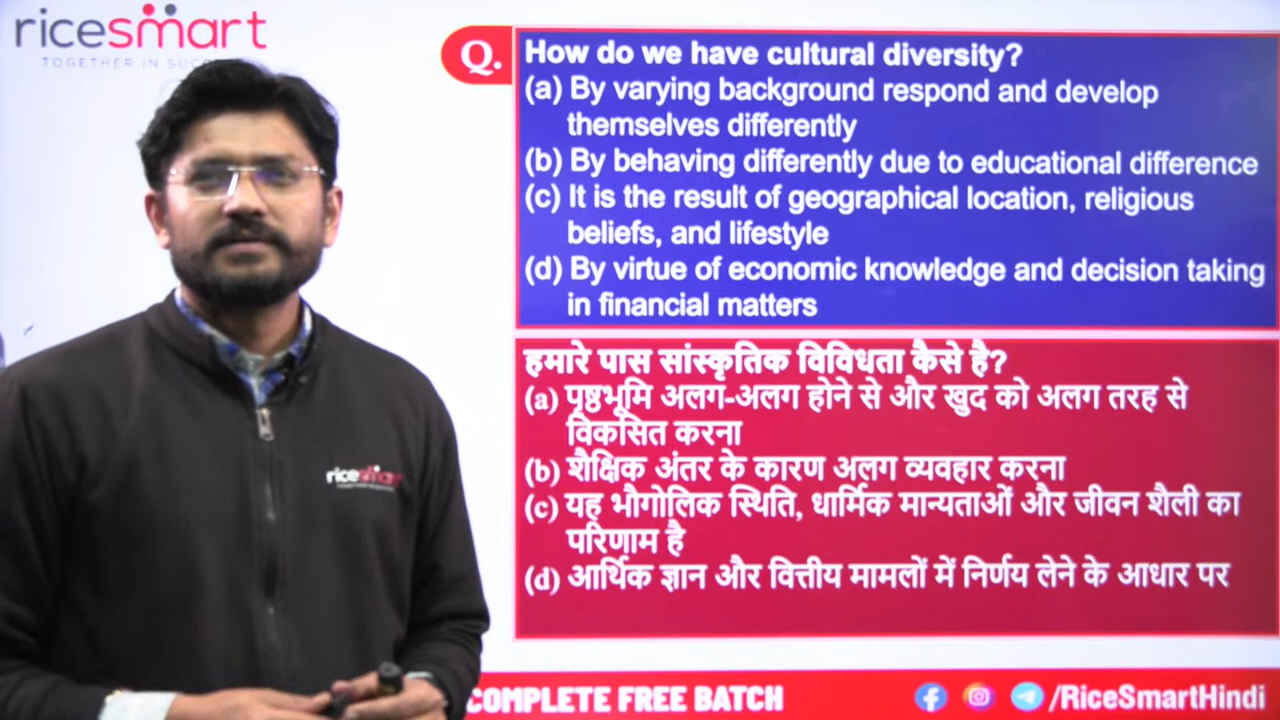 ricesmart
TOGETHER IN SUC
Q.
How do we have cultural diversity?
(a) By varying background respond and develop
themselves differently
(b) By behaving differently due to educational difference
(c) It is the result of geographical location, religious
beliefs, and lifestyle
(d) By virtue of economic knowledge and decision taking
in financial matters
हमारे पास सांस्कृतिक विविधता कैसे है?
(a) पृष्ठभूमि अलग-अलग होने से और खुद को अलग तरह से
विकसित करना
(b) शैक्षिक अंतर के कारण अलग व्यवहार करना
(c) यह भौगोलिक स्थिति, धार्मिक मान्यताओं और जीवन शैली का
परिणाम है
(d) आर्थिक ज्ञान और वित्तीय मामलों में निर्णय लेने के आधार पर
ricesmart
COMPLETE FREE BATCH
/RiceSmartHindi